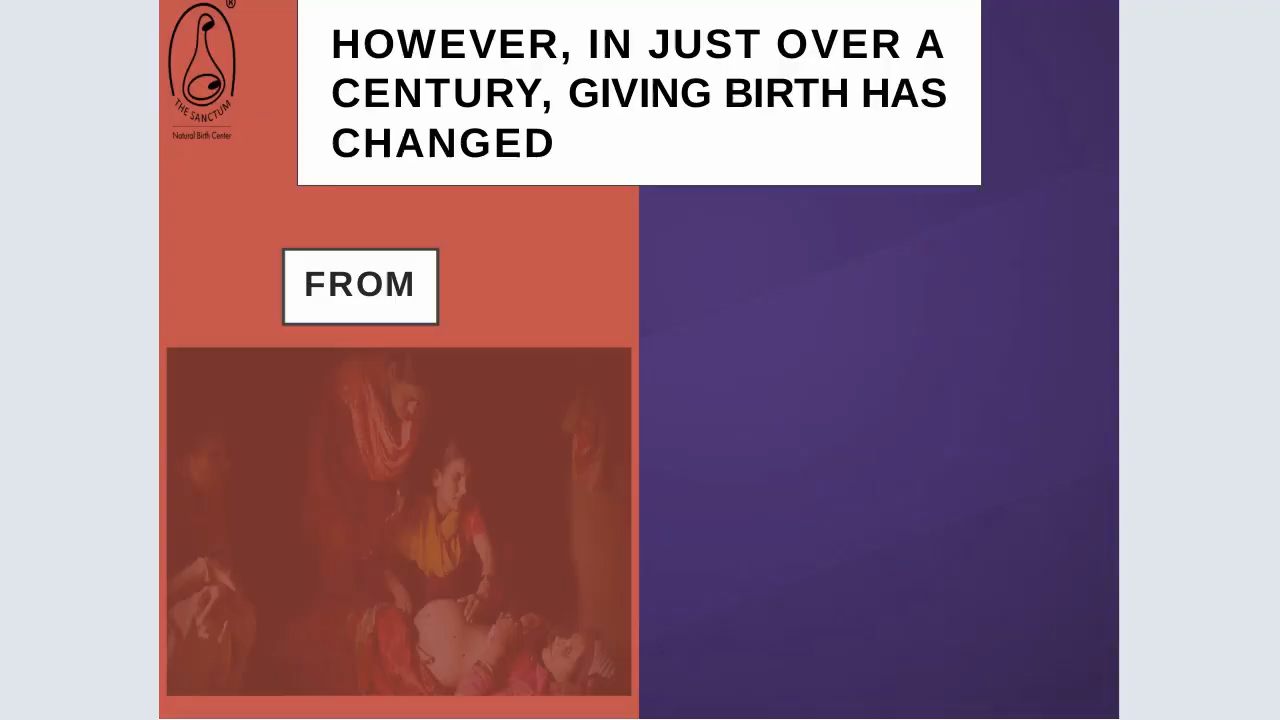 ®
THE SANCTUM
Natural Birth Center
HOWEVER, IN JUST OVER A
CENTURY, GIVING BIRTH HAS
CHANGED
FROM